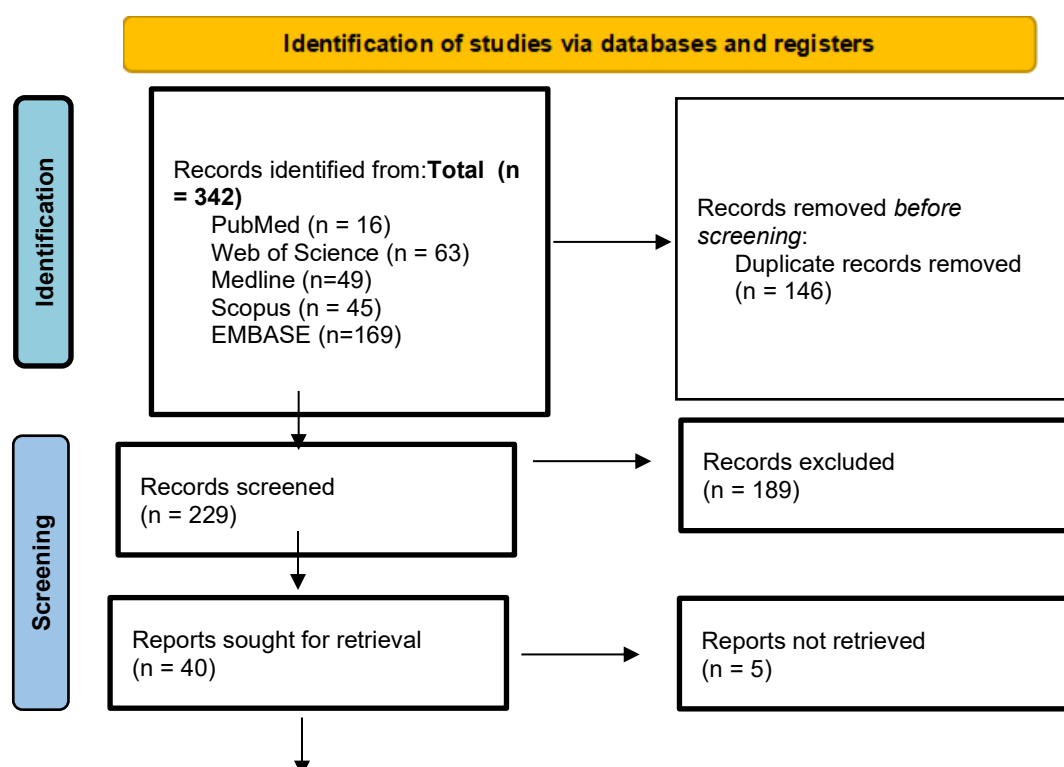 Identification of studies via databases and registers
Identification
Records identified from:Total (n
= 342)
PubMed (n = 16)
Web of Science (n = 63)
Medline (n=49)
Scopus (n = 45)
EMBASE (n=169)
Records removed before
screening:
Duplicate records removed
(n = 146)
Screening
Records screened
(n = 229)
Records excluded
(n = 189)
Reports sought for retrieval
(n = 40)
Reports not retrieved
(n = 5)